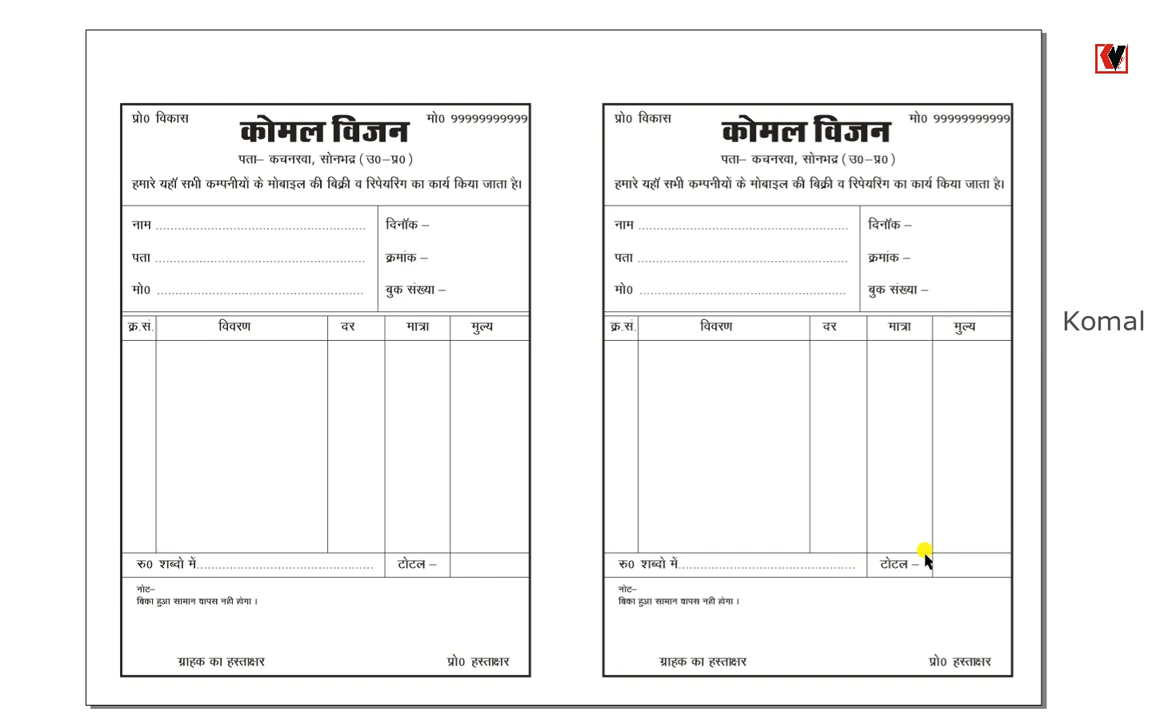 प्रो0 विकास
मो0 99999999999
कोमल विजन
पता– कचनरवा, सोनभद्र ( उ0–प्र0 )
हमारे यहॉ सभी कम्पनीयों के मोबाइल की बिक्री व रिपेयरिंग का कार्य किया जाता है।
नाम ......................................................
दिनॉक –
पता ......................................................
क्रमांक –
मो0 ......................................................
बुक संख्या –
क्र.सं. विवरण दर मात्रा मुल्य
रु0 शब्दो में...................................................... टोटल –
नोट–
बिका हुआ सामान वापस नही होगा ।
ग्राहक का हस्ताक्षर प्रो0 हस्ताक्षर
प्रो0 विकास
मो0 99999999999
कोमल विजन
पता– कचनरवा, सोनभद्र ( उ0–प्र0 )
हमारे यहॉ सभी कम्पनीयों के मोबाइल की बिक्री व रिपेयरिंग का कार्य किया जाता है।
नाम ......................................................
दिनॉक –
पता ......................................................
क्रमांक –
मो0 ......................................................
बुक संख्या –
क्र.सं. विवरण दर मात्रा मुल्य
रु0 शब्दो में...................................................... टोटल –
नोट–
बिका हुआ सामान वापस नही होगा ।
ग्राहक का हस्ताक्षर प्रो0 हस्ताक्षर
Komal